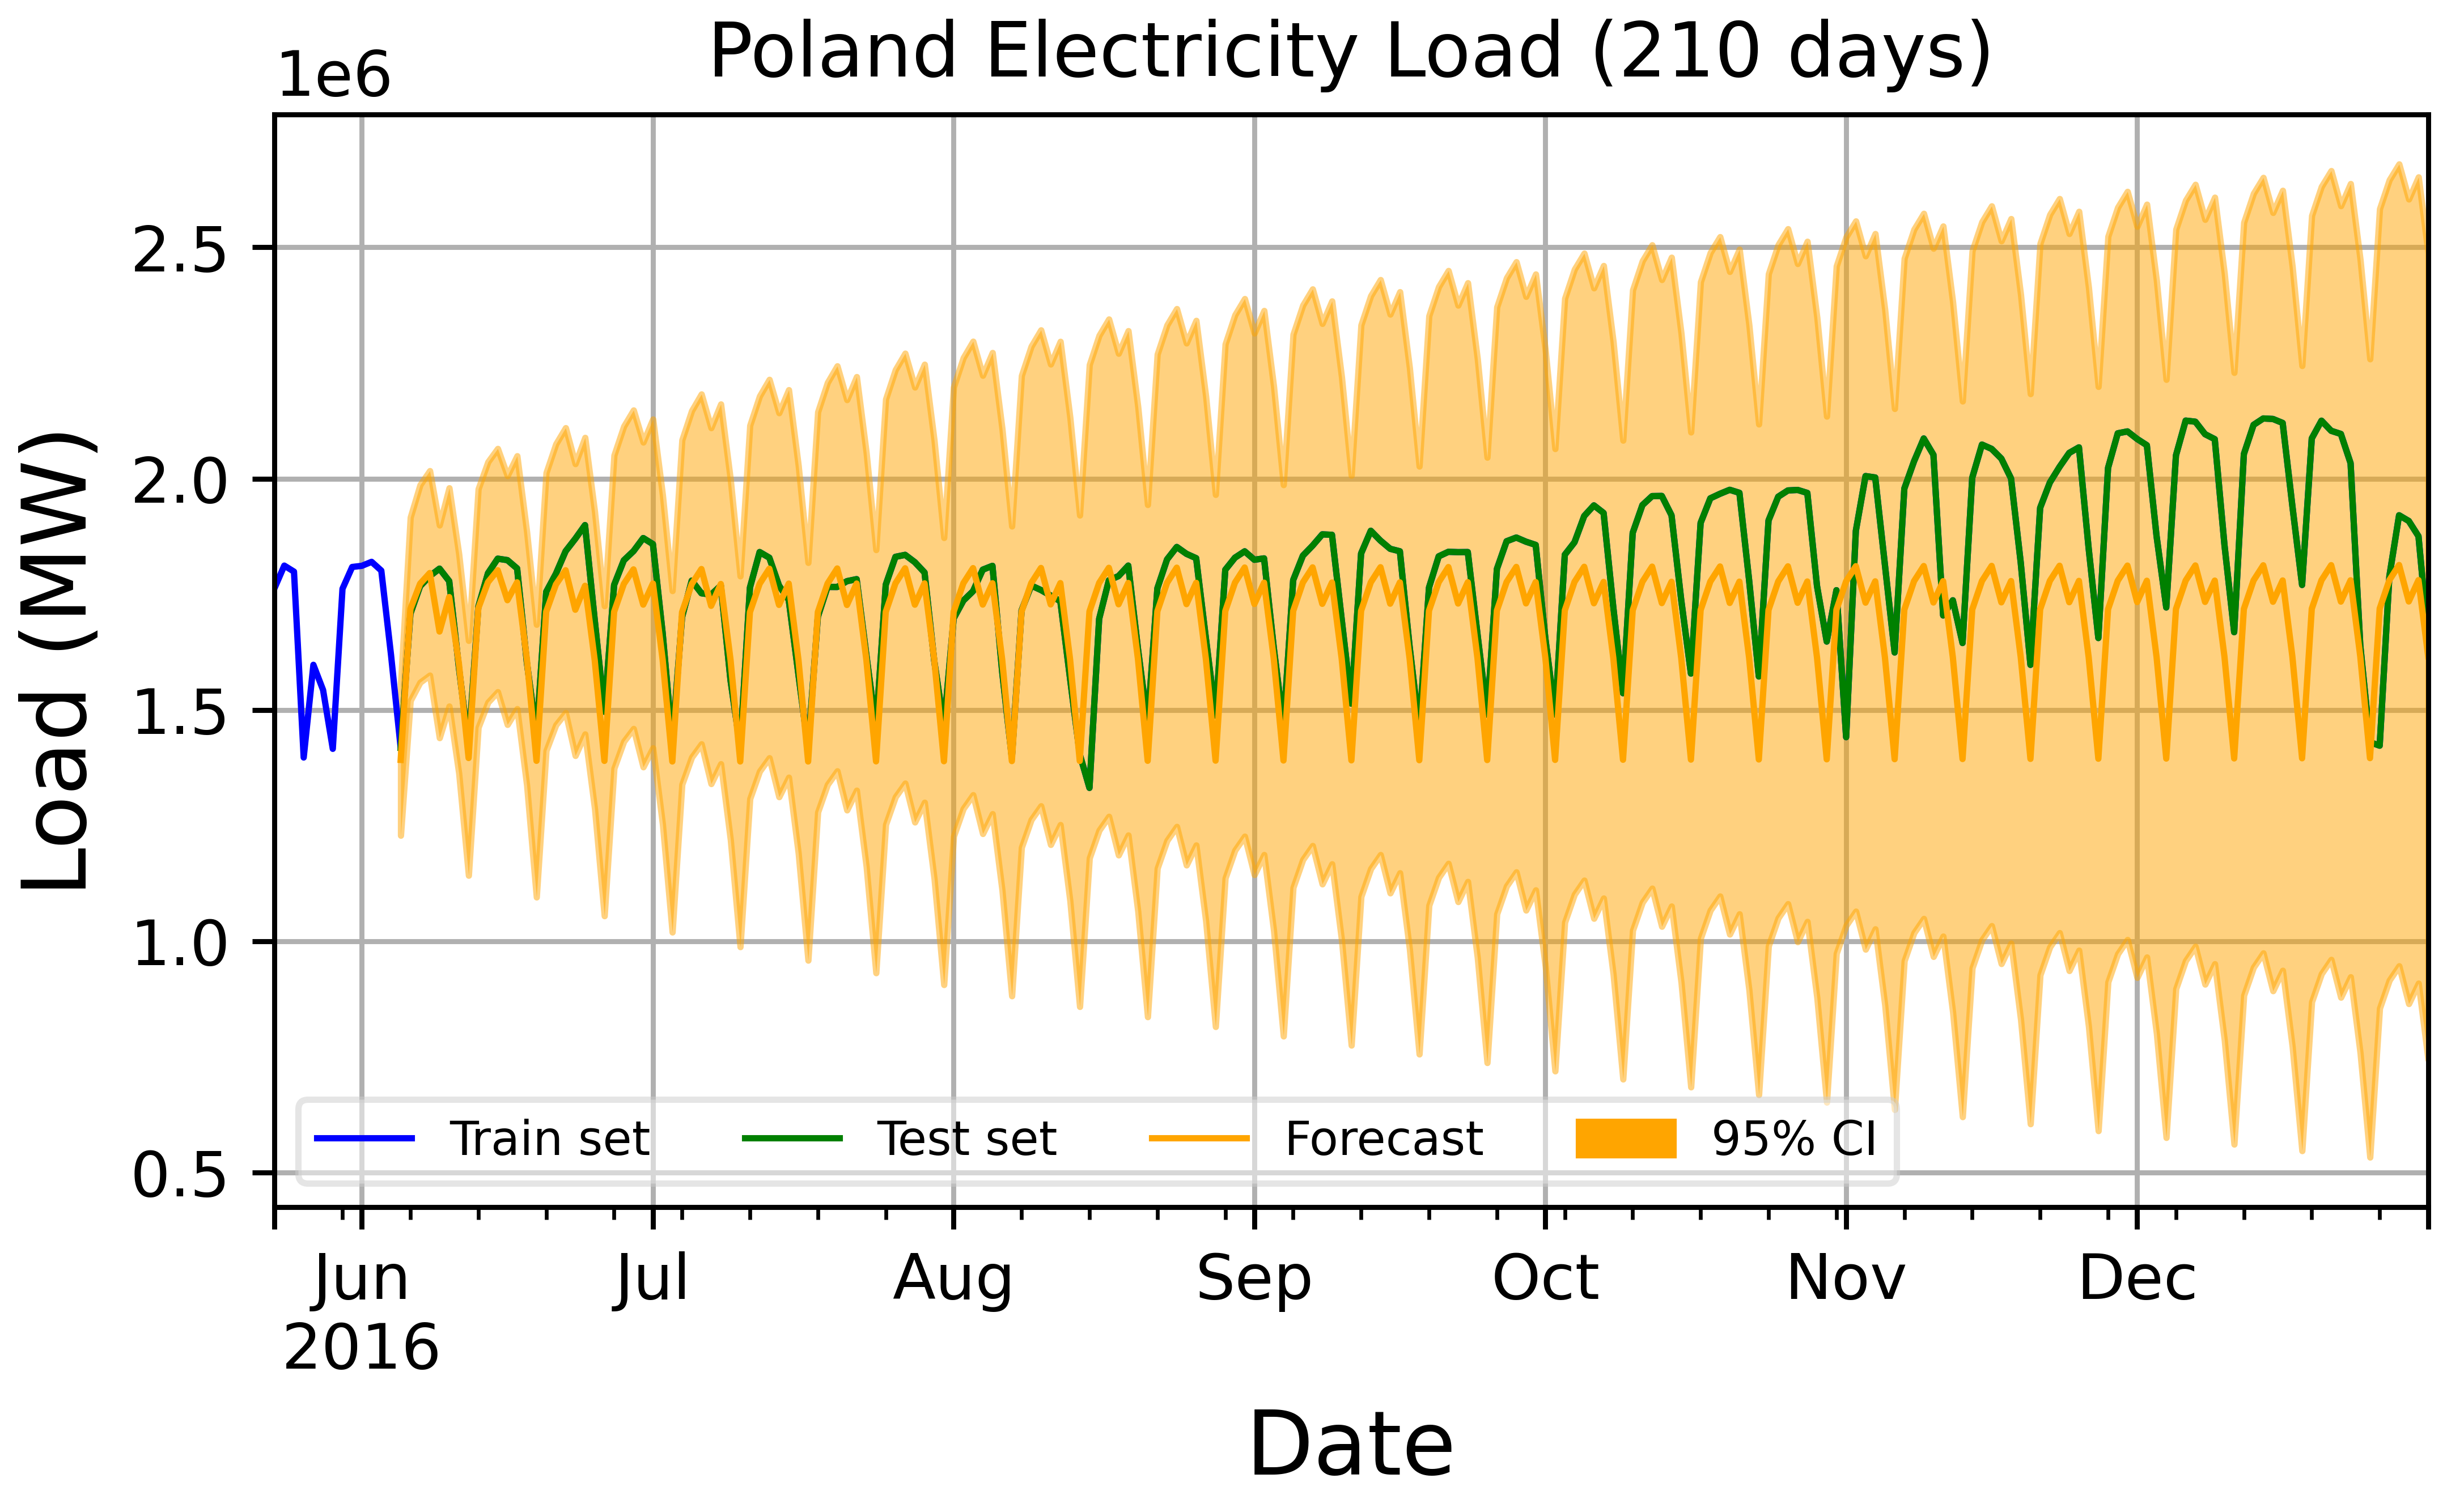 Poland Electricity Load (210 days)
1e6
Load (MW)
2.5
2.0
1.5
1.0
0.5
Train set Test set Forecast 95% CI
Jun Jul Aug Sep Oct Nov Dec
2016
Date